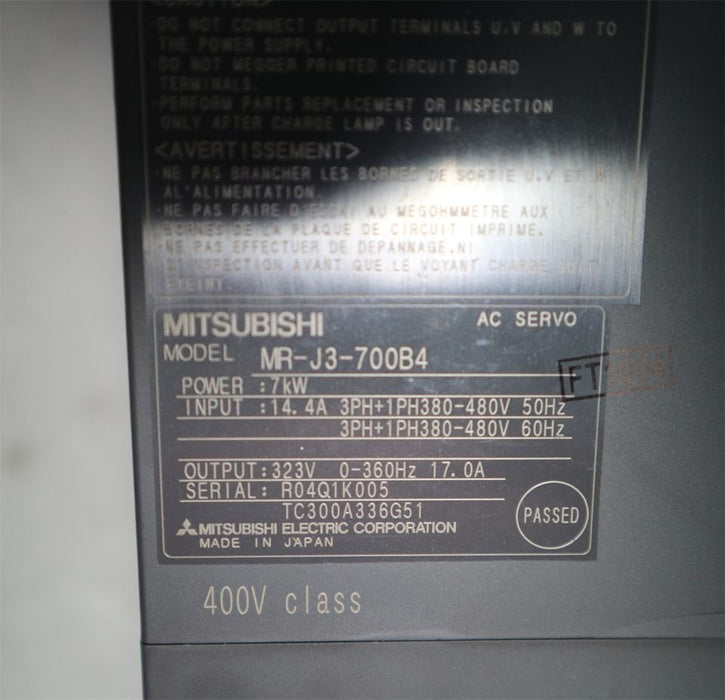 <CAUTION>
·DO NOT CONNECT OUTPUT TERMINALS U.V AND W TO
THE POWER SUPPLY.
·DO NOT MEGGER PRINTED CIRCUIT BOARD
TERMINALS.
·PERFORM PARTS REPLACEMENT OR INSPECTION
ONLY AFTER CHARGE LAMP IS OUT.
<AVERTISSEMENT>
·NE PAS BRANCHER LES BORNES DE SORTIE U.V ET W
AL'ALIMENTATION.
·NE PAS FAIRE D'ESSAI AU MEGOHMMETRE AUX
BORNES DE LA PLAQUE DE CIRCUIT IMPRIME.
·NE PAS EFFECTUER DE DEPANNAGE.NI
D'INSPECTION AVANT QUE LE VOYANT CHARGE SOIT
ETEINT.
MITSUBISHI AC SERVO
MODEL MR-J3-700B4
POWER :7kW
INPUT :14.4A 3PH+1PH380-480V 50Hz
3PH+1PH380-480V 60Hz
OUTPUT:323V 0-360Hz 17.0A
SERIAL: R04Q1K005
TC300A336G51
MITSUBISHI ELECTRIC CORPORATION
MADE IN JAPAN
PASSED
400V class